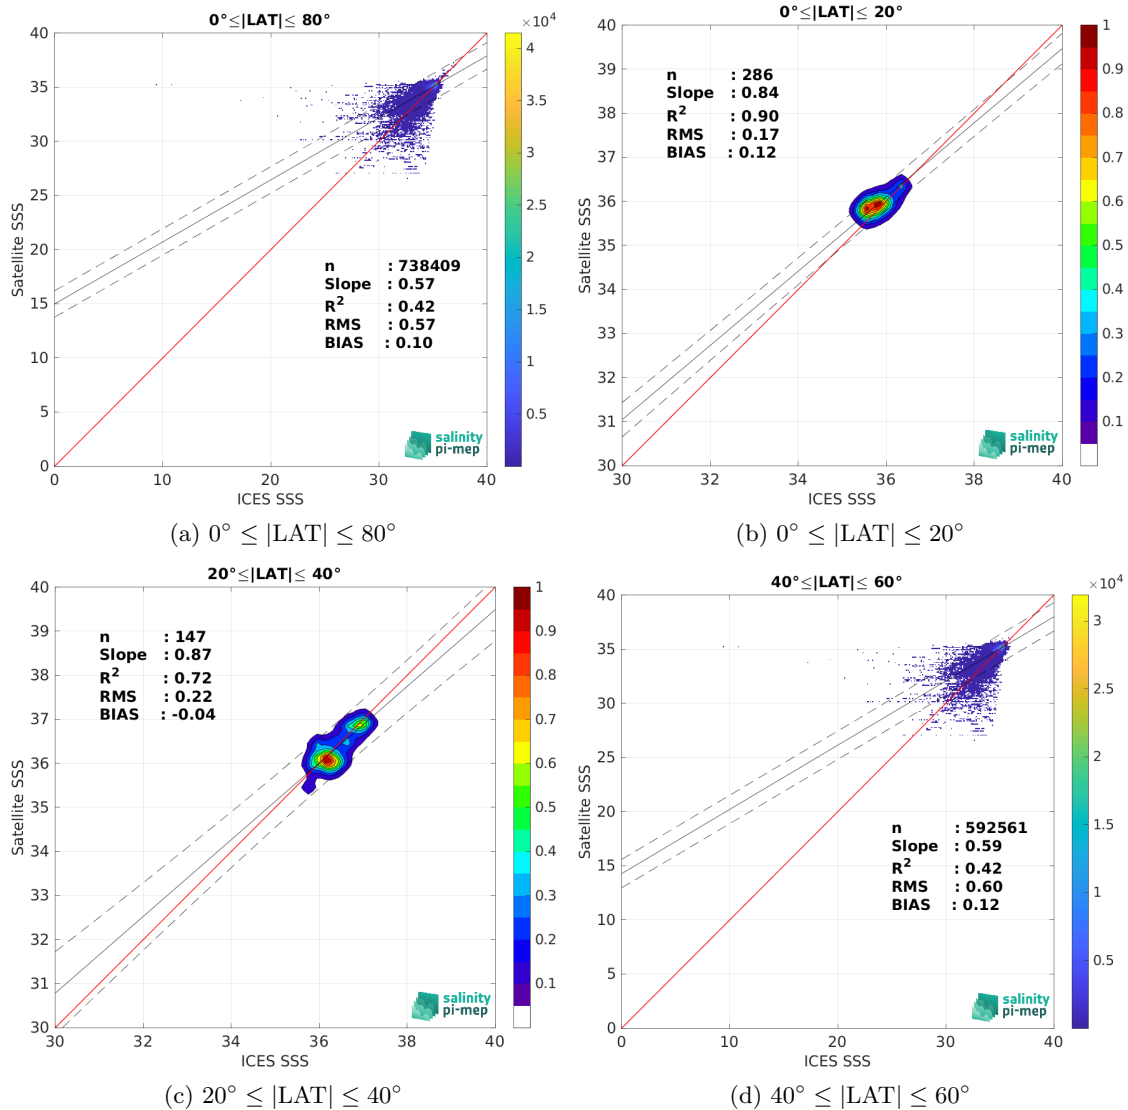 0°≤|LAT|≤ 80°
×10⁴
40
35
30
25
20
15
10
5
0
0 10 20 30 40
4
3.5
3
2.5
2
1.5
1
0.5
Satellite SSS
ICES SSS
n : 738409
Slope : 0.57
R² : 0.42
RMS : 0.57
BIAS : 0.10
salinity
pi-mep
(a) 0° ≤ |LAT| ≤ 80°
0°≤|LAT|≤ 20°
40
39
38
37
36
35
34
33
32
31
30
30 32 34 36 38 40
1
0.9
0.8
0.7
0.6
0.5
0.4
0.3
0.2
0.1
Satellite SSS
ICES SSS
n : 286
Slope : 0.84
R² : 0.90
RMS : 0.17
BIAS : 0.12
salinity
pi-mep
(b) 0° ≤ |LAT| ≤ 20°
20°≤|LAT|≤ 40°
40
39
38
37
36
35
34
33
32
31
30
30 32 34 36 38 40
1
0.9
0.8
0.7
0.6
0.5
0.4
0.3
0.2
0.1
Satellite SSS
ICES SSS
n : 147
Slope : 0.87
R² : 0.72
RMS : 0.22
BIAS : -0.04
salinity
pi-mep
(c) 20° ≤ |LAT| ≤ 40°
40°≤|LAT|≤ 60°
×10⁴
40
35
30
25
20
15
10
5
0
0 10 20 30 40
3
2.5
2
1.5
1
0.5
Satellite SSS
ICES SSS
n : 592561
Slope : 0.59
R² : 0.42
RMS : 0.60
BIAS : 0.12
salinity
pi-mep
(d) 40° ≤ |LAT| ≤ 60°